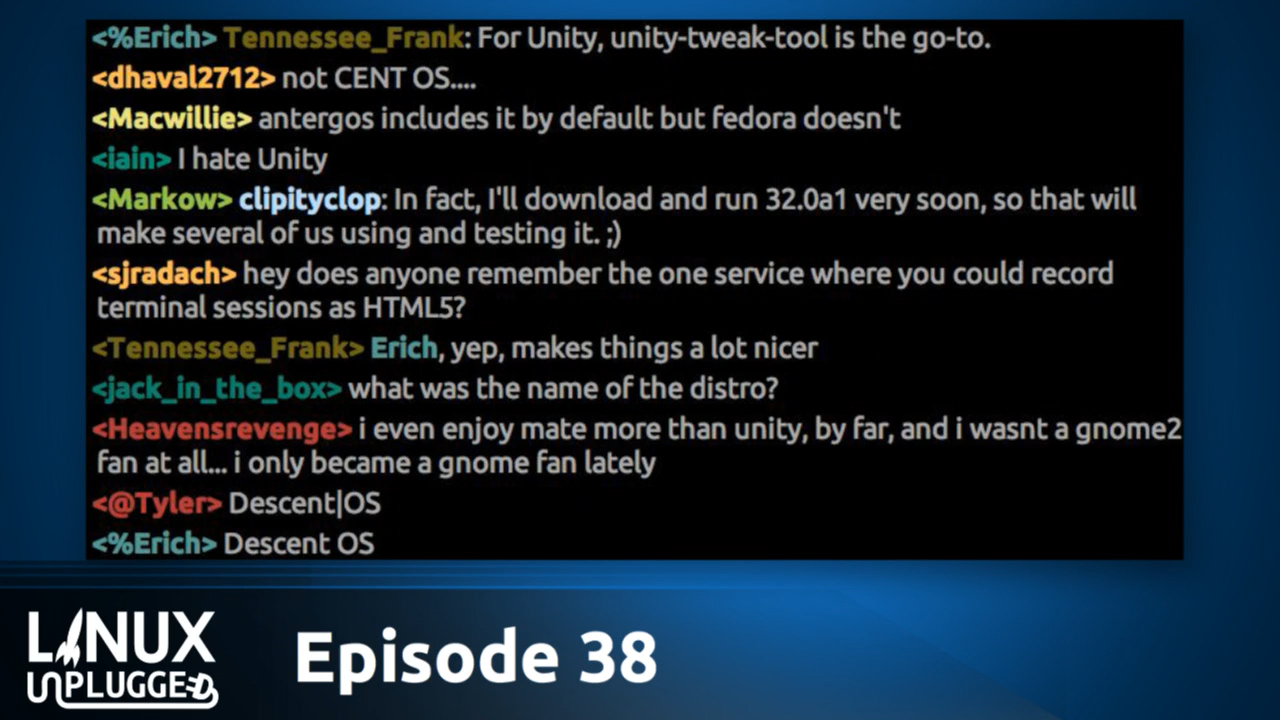 <%Erich> Tennessee_Frank: For Unity, unity-tweak-tool is the go-to.
<dhaval2712> not CENT OS....
<Macwillie> antergos includes it by default but fedora doesn't
<iain> I hate Unity
<Markow> clipityclop: In fact, I'll download and run 32.0a1 very soon, so that will
make several of us using and testing it. ;)
<sjradach> hey does anyone remember the one service where you could record
terminal sessions as HTML5?
<Tennessee_Frank> Erich, yep, makes things a lot nicer
<jack_in_the_box> what was the name of the distro?
<Heavensrevenge> i even enjoy mate more than unity, by far, and i wasnt a gnome2
fan at all... i only became a gnome fan lately
<@Tyler> Descent|OS
<%Erich> Descent OS
LINUX
UNPLUGGED
Episode 38